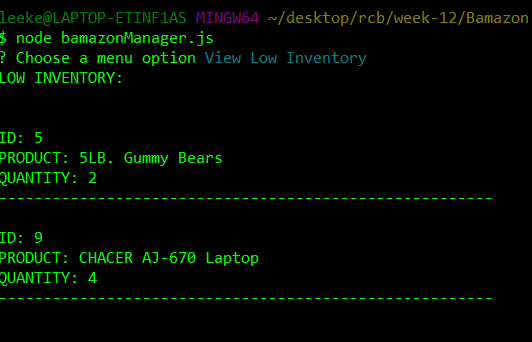 leeke@LAPTOP-ETINF1AS MINGW64 ~/desktop/rcb/week-12/Bamazon
$ node bamazonManager.js
? Choose a menu option View Low Inventory
LOW INVENTORY:
ID: 5
PRODUCT: 5LB. Gummy Bears
QUANTITY: 2
-------------------------------------------------------
ID: 9
PRODUCT: CHACER AJ-670 Laptop
QUANTITY: 4
-------------------------------------------------------